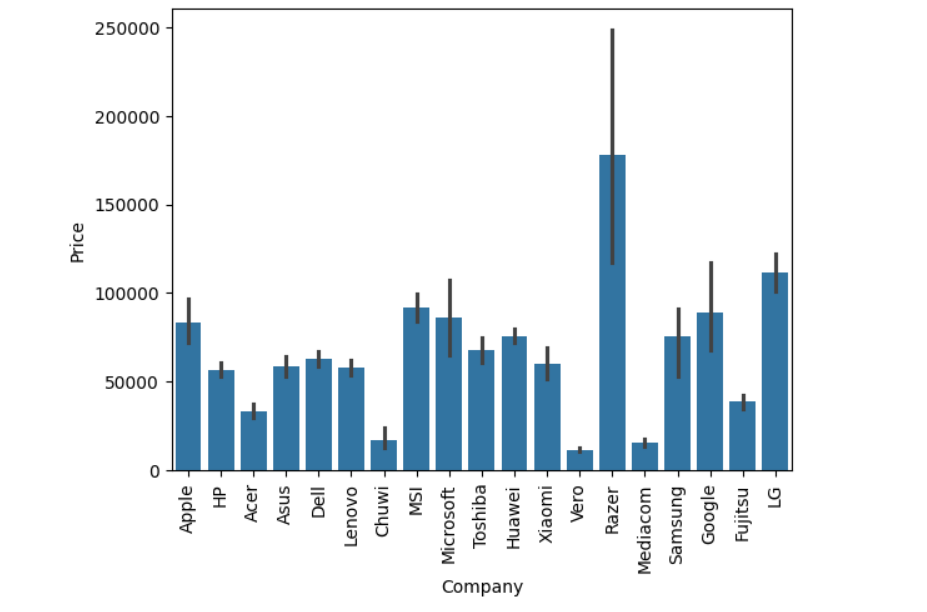 250000
200000
150000
100000
50000
0
Price
Apple
HP
Acer
Asus
Dell
Lenovo
Chuwi
MSI
Microsoft
Toshiba
Huawei
Xiaomi
Vero
Razer
Mediacom
Samsung
Google
Fujitsu
LG
Company